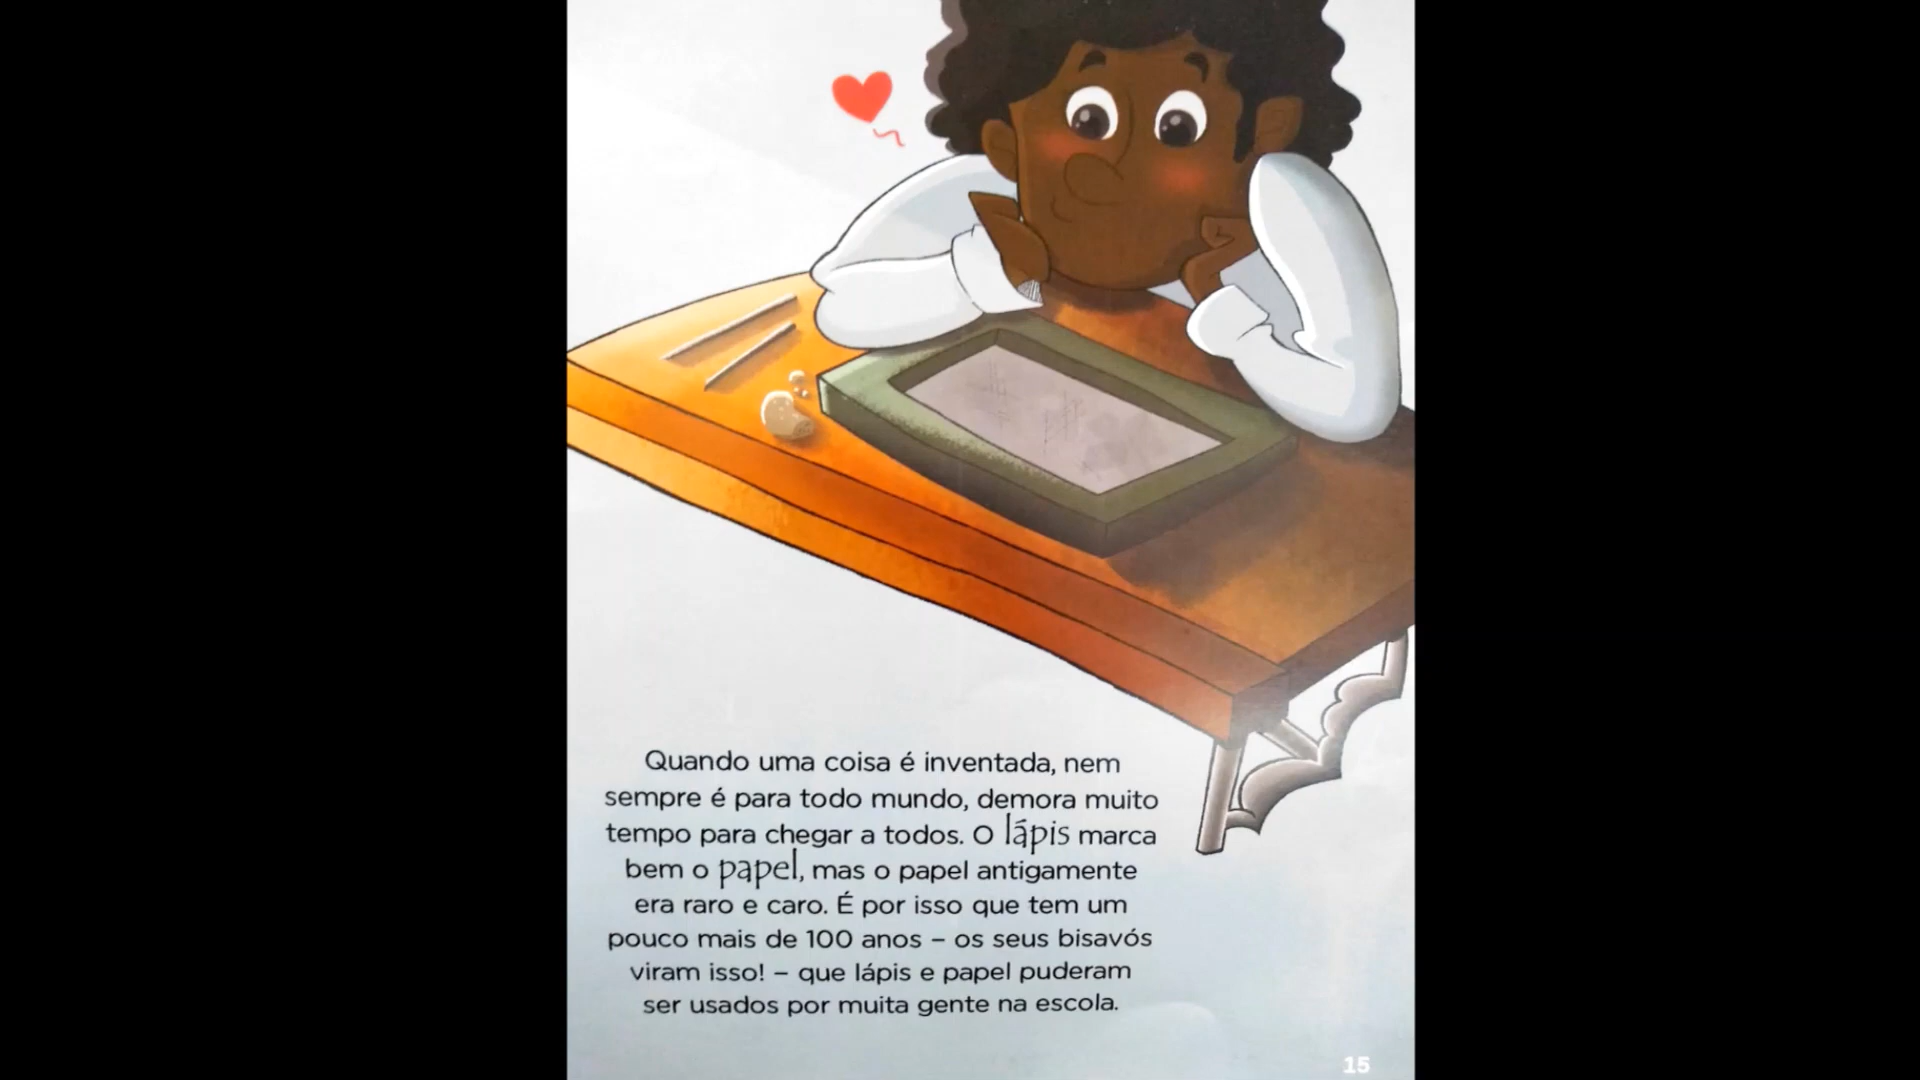 Quando uma coisa é inventada, nem
sempre é para todo mundo, demora muito
tempo para chegar a todos. O lápis marca
bem o papel, mas o papel antigamente
era raro e caro. É por isso que tem um
pouco mais de 100 anos – os seus bisavós
viram isso! – que lápis e papel puderam
ser usados por muita gente na escola.
15